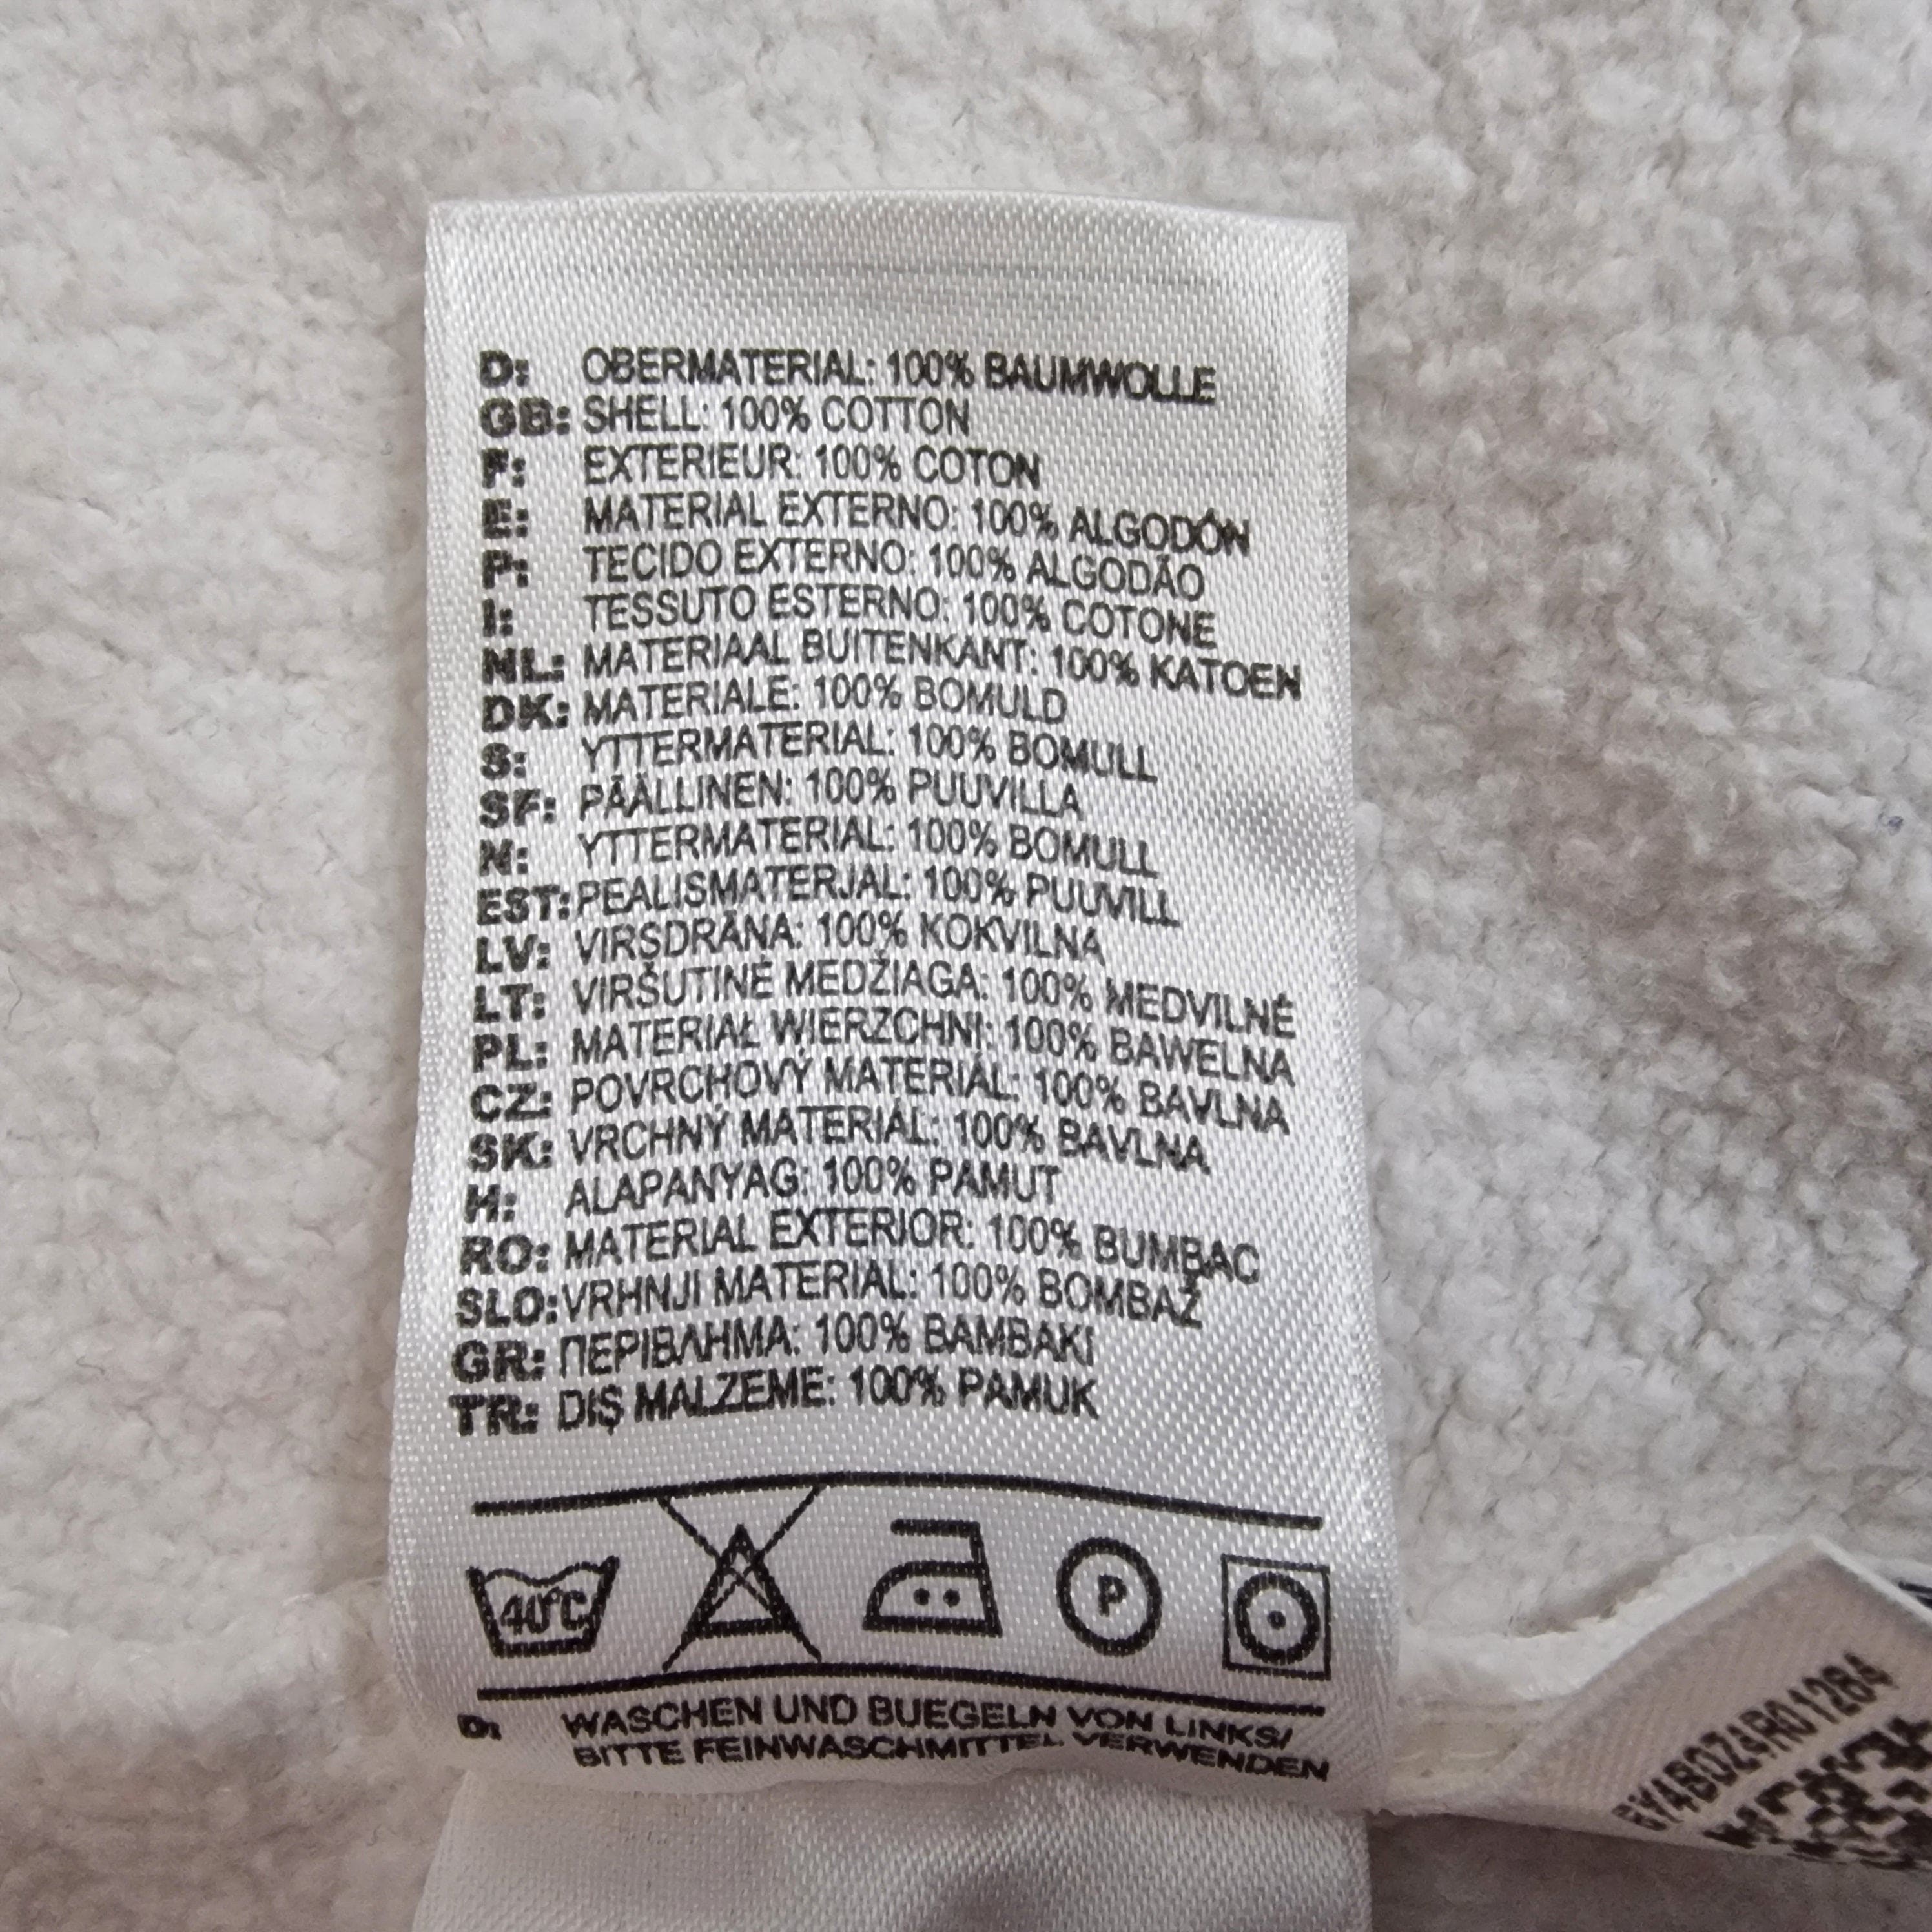 D: OBERMATERIAL: 100% BAUMWOLLE
GB: SHELL: 100% COTTON
F: EXTERIEUR: 100% COTON
E: MATERIAL EXTERNO: 100% ALGODÓN
P: TECIDO EXTERNO: 100% ALGODÃO
I: TESSUTO ESTERNO: 100% COTONE
NL: MATERIAAL BUITENKANT: 100% KATOEN
DK: MATERIALE: 100% BOMULD
S: YTTERMATERIAL: 100% BOMULL
SF: PÄÄLLINEN: 100% PUUVILLA
N: YTTERMATERIAL: 100% BOMULL
EST: PEALISMATERJAL: 100% PUUVILL
LV: VIRSDRĀNA: 100% KOKVILNA
LT: VIRŠUTINĖ MEDŽIAGA: 100% MEDVILNĖ
PL: MATERIAŁ WIERZCHNI: 100% BAWEŁNA
CZ: POVRCHOVÝ MATERIÁL: 100% BAVLNA
SK: VRCHNÝ MATERIÁL: 100% BAVLNA
H: ALAPANYAG: 100% PAMUT
RO: MATERIAL EXTERIOR: 100% BUMBAC
SLO: VRHNJI MATERIAL: 100% BOMBAŽ
GR: ΠΕΡΙΒΛΗΜΑ: 100% ΒΑΜΒΑΚΙ
TR: DIŞ MALZEME: 100% PAMUK
40°C P
D: WASCHEN UND BUEGELN VON LINKS/
BITTE FEINWASCHMITTEL VERWENDEN